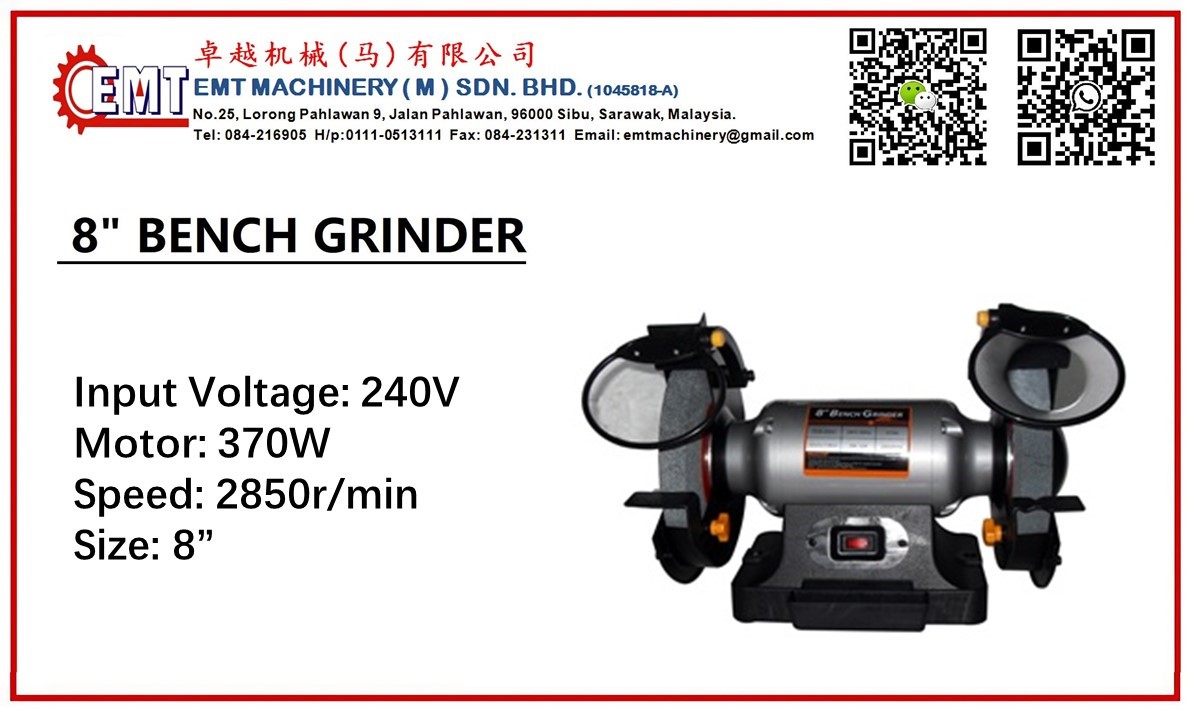 EMT
卓越机械(马)有限公司
EMT MACHINERY ( M ) SDN. BHD. (1045818-A)
No.25, Lorong Pahlawan 9, Jalan Pahlawan, 96000 Sibu, Sarawak, Malaysia.
Tel: 084-216905 H/p:0111-0513111 Fax: 084-231311 Email: emtmachinery@gmail.com
8" BENCH GRINDER
Input Voltage: 240V
Motor: 370W
Speed: 2850r/min
Size: 8”
8" BENCH GRINDER